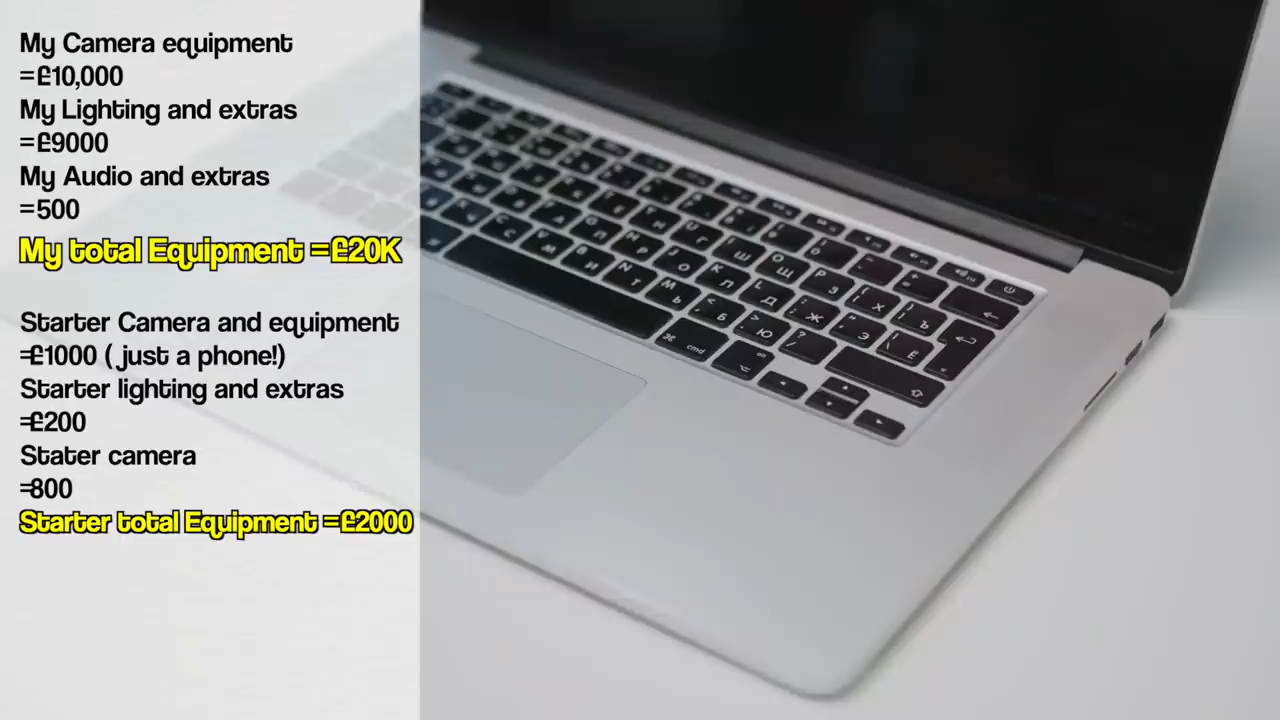 My Camera equipment
=£10,000
My Lighting and extras
=£9000
My Audio and extras
=500
My total Equipment =£20K
Starter Camera and equipment
=£1000 ( just a phone!)
Starter lighting and extras
=£200
Stater camera
=800
Starter total Equipment =£2000
cmd